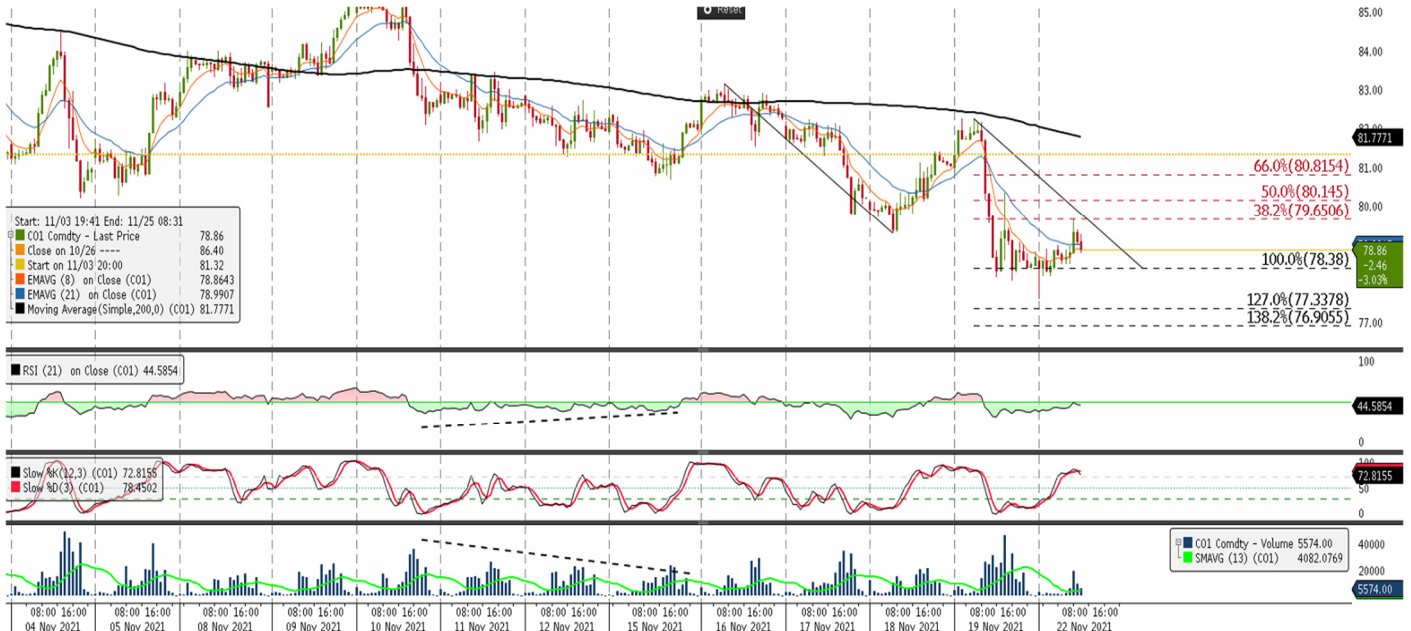 Reset
85.00
84.00
83.00
81.7771
81.00
80.00
77.00
66.0%(80.8154)
50.0%(80.145)
38.2%(79.6506)
100.0%(78.38)
127.0%(77.3378)
138.2%(76.9055)
78.86
-2.46
-3.03%
Start: 11/03 19:41 End: 11/25 08:31
CO1 Comdty - Last Price 78.86
Close on 10/26 ---- 86.40
Start on 11/03 20:00 81.32
EMAVG (8) on Close (CO1) 78.8643
EMAVG (21) on Close (CO1) 78.9907
Moving Average(Simple,200,0) (CO1) 81.7771
100
RSI (21) on Close (CO1) 44.5854
44.5854
0
100
Slow %K(12,3) (CO1) 72.8155
72.8155
Slow %D(3) (CO1) 78.4502
50
0
CO1 Comdty - Volume 5574.00
SMAVG (13) (CO1) 4082.0769
40000
20000
5574.00
08:00 16:00 08:00 16:00 08:00 16:00 08:00 16:00 08:00 16:00 08:00 16:00 08:00 16:00 08:00 16:00 08:00 16:00 08:00 16:00 08:00 16:00 08:00 16:00 08:00 16:00
04 Nov 2021 05 Nov 2021 08 Nov 2021 09 Nov 2021 10 Nov 2021 11 Nov 2021 12 Nov 2021 15 Nov 2021 16 Nov 2021 17 Nov 2021 18 Nov 2021 19 Nov 2021 22 Nov 2021